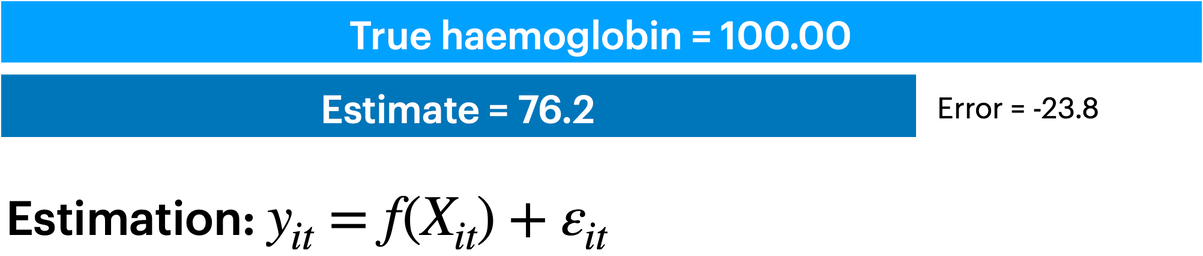 True haemoglobin = 100.00
Estimate = 76.2
Error = -23.8
Estimation: yᵢₜ = f(Xᵢₜ) + εᵢₜ